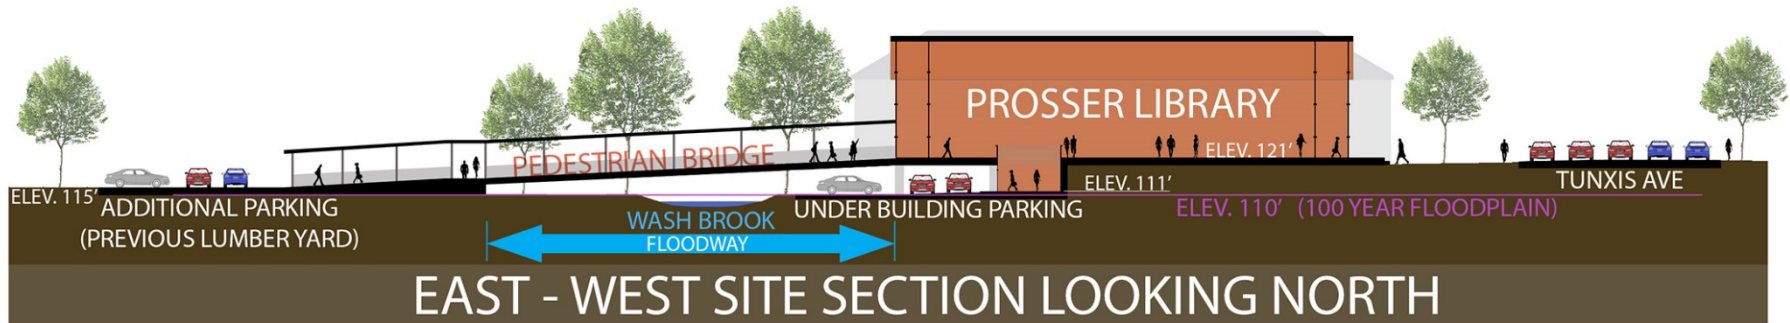 PROSSER LIBRARY
PEDESTRIAN BRIDGE
ELEV. 121'
ELEV. 115'
ELEV. 111'
TUNXIS AVE
ADDITIONAL PARKING
(PREVIOUS LUMBER YARD)
WASH BROOK
FLOODWAY
UNDER BUILDING PARKING
ELEV. 110' (100 YEAR FLOODPLAIN)
EAST - WEST SITE SECTION LOOKING NORTH